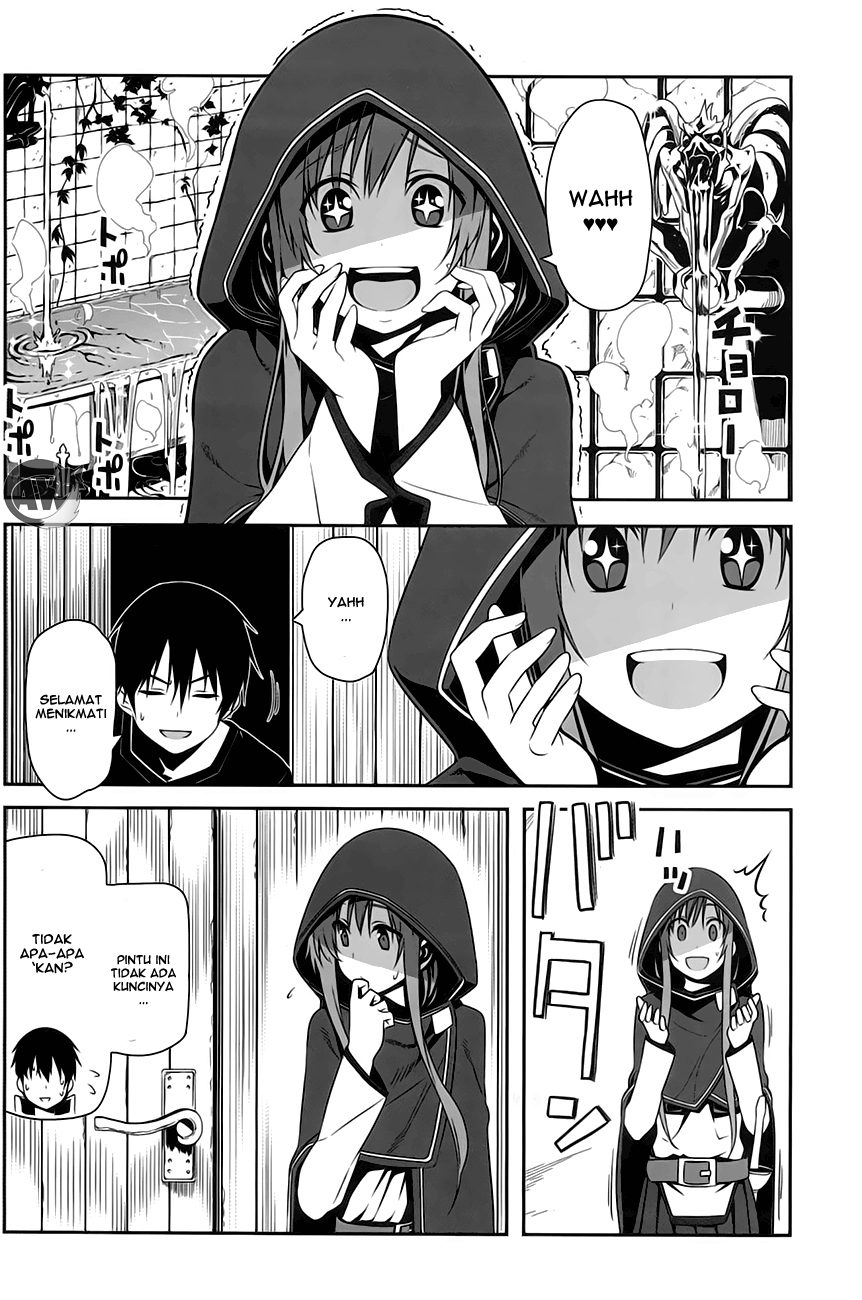 WAHH
♥♥♥
チョロー
ポト
ポト
ポト
AW
YAHH
...
SELAMAT
MENIKMATI
...
バタン
ハッ
PINTU INI
TIDAK ADA
KUNCINYA
...
TIDAK
APA-APA
'KAN?